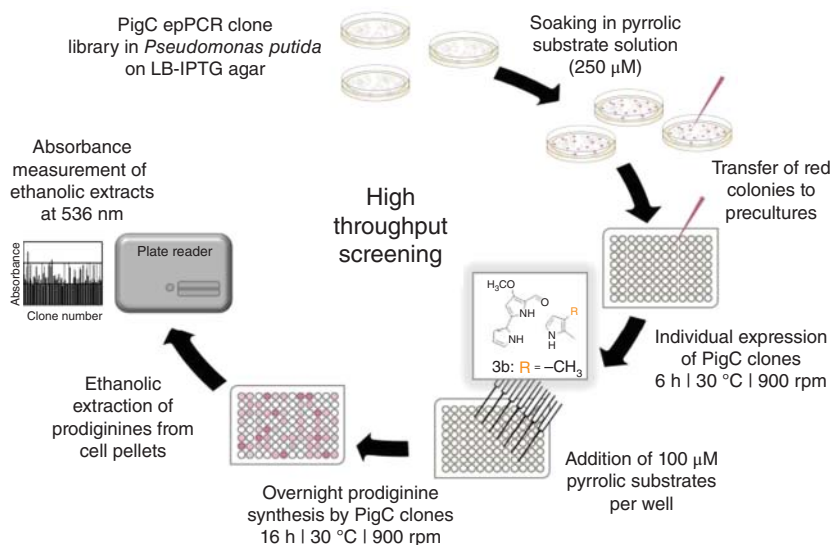 PigC epPCR clone
library in Pseudomonas putida
on LB-IPTG agar
Soaking in pyrrolic
substrate solution
(250 μM)
Transfer of red
colonies to
precultures
Individual expression
of PigC clones
6 h | 30 °C | 900 rpm
H₃CO
O
NH
NH
R
N
H
3b: R = –CH₃
Addition of 100 μM
pyrrolic substrates
per well
Overnight prodiginine
synthesis by PigC clones
16 h | 30 °C | 900 rpm
Ethanolic
extraction of
prodiginines from
cell pellets
Absorbance
measurement of
ethanolic extracts
at 536 nm
Plate reader
Absorbance
Clone number
High
throughput
screening